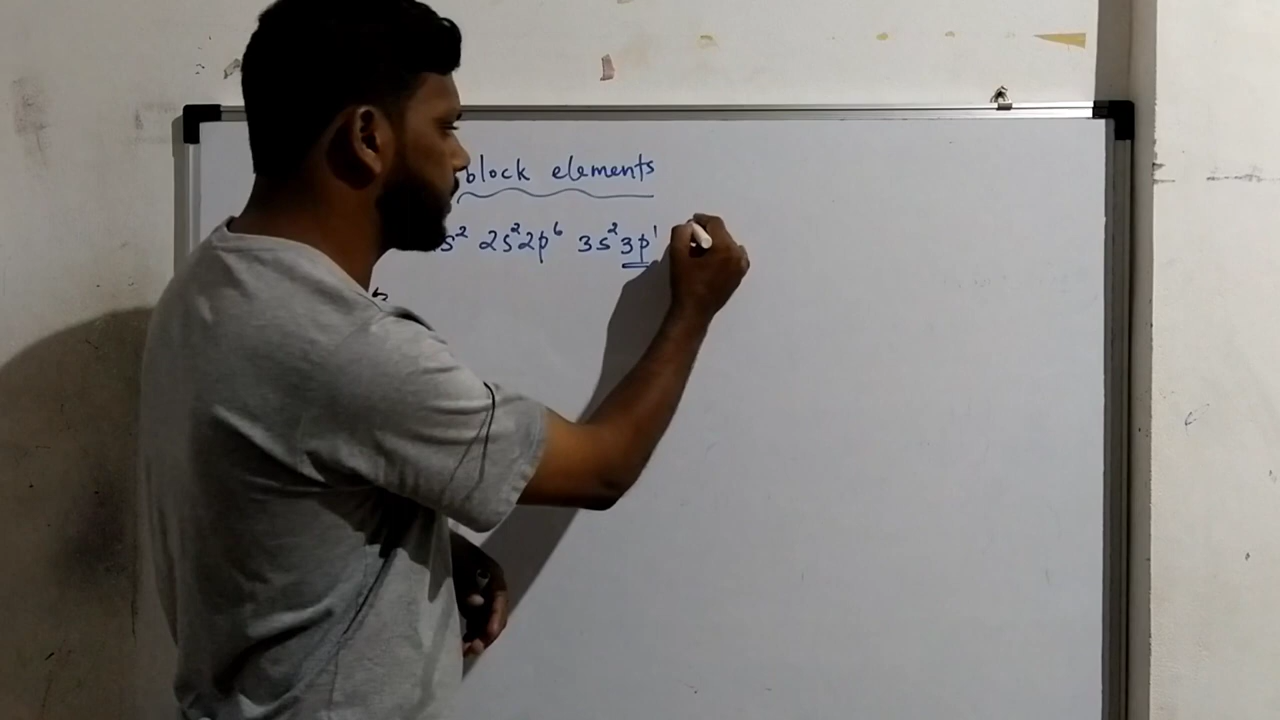 block elements
s² 2s²2p⁶ 3s²3p¹